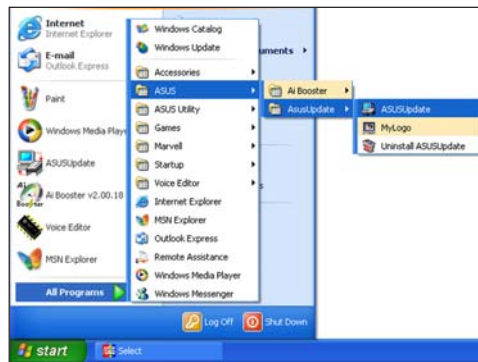 Internet
Internet Explorer
E-mail
Outlook Express
Paint
Windows Media Playe
ASUSUpdate
Ai Booster v2.00.18
Voice Editor
MSN Explorer
All Programs
Windows Catalog
Windows Update
Accessories
ASUS
ASUS Utility
Games
Marvell
Startup
Voice Editor
Internet Explorer
MSN Explorer
Outlook Express
Remote Assistance
Windows Media Player
Windows Messenger
uments
s
Ai Booster
AsusUpdate
ASUSUpdate
MyLogo
Uninstall ASUSUpdate
Log Off
Shut Down
start
Select